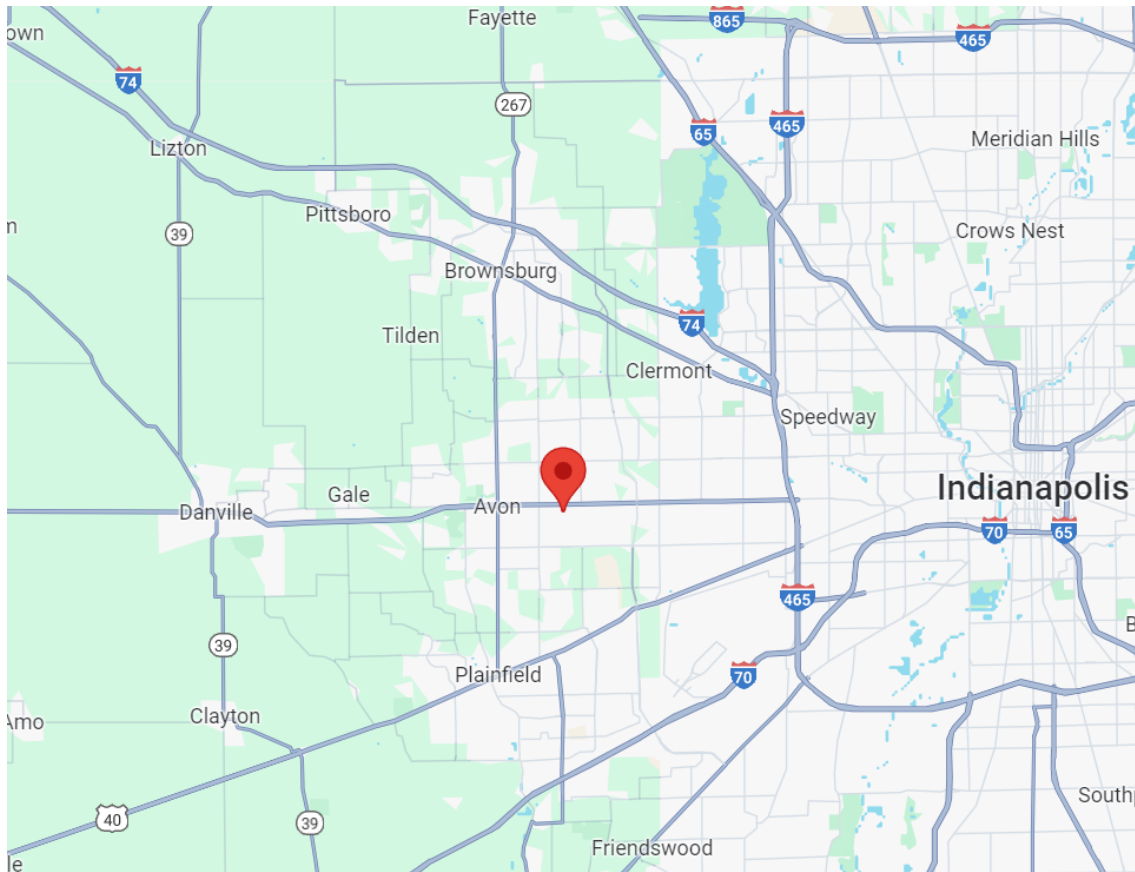 Fayette
865
465
own
74
267
465
65
Meridian Hills
Lizton
Pittsboro
39
m
Crows Nest
Brownsburg
Tilden
74
Clermont
Speedway
Indianapolis
Gale
Avon
Danville
70
65
465
39
B
Plainfield
70
Clayton
Amo
South
40
39
Friendswood
le